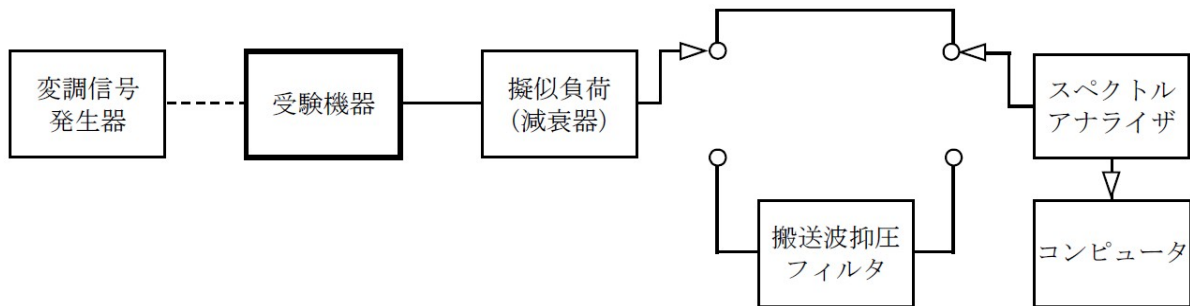 変調信号
発生器
受験機器
擬似負荷
（減衰器）
スペクトル
アナライザ
搬送波抑圧
フィルタ
コンピュータ